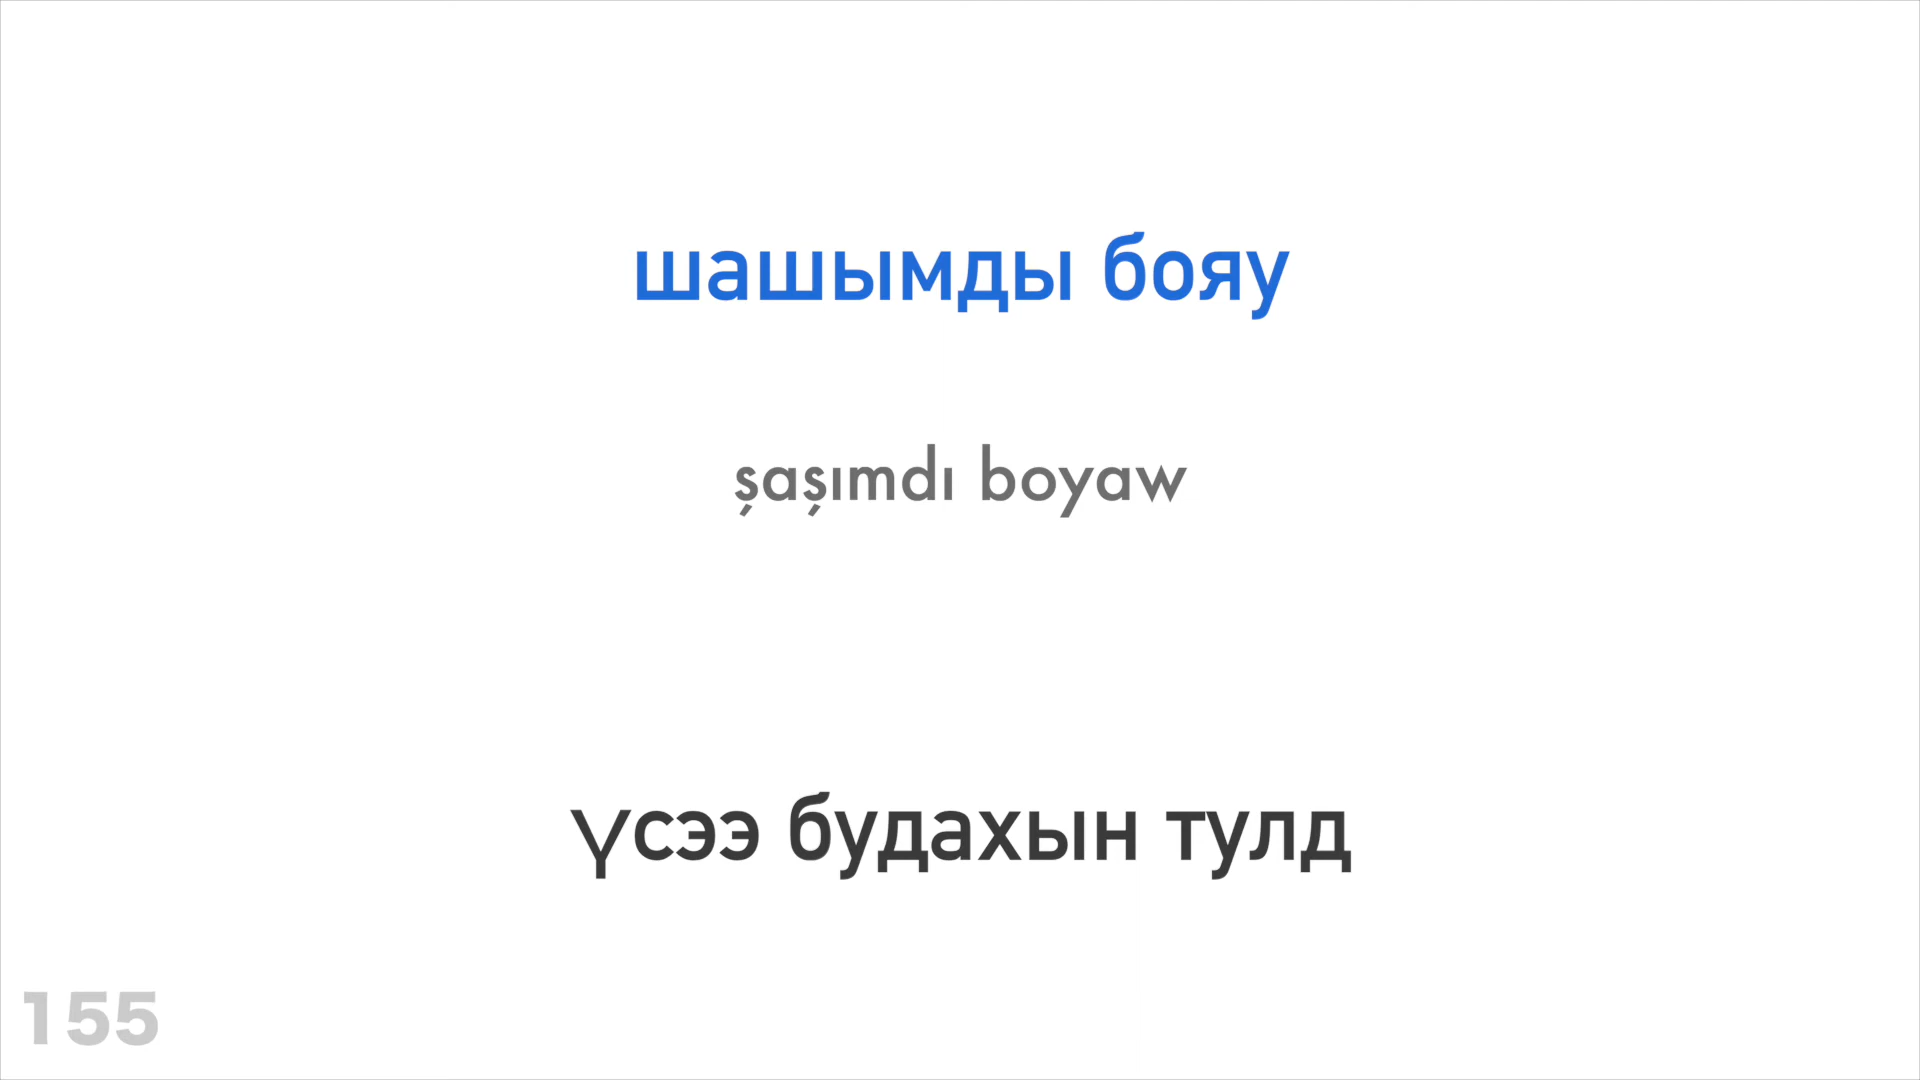 шашымды бояу
şaşımdı boyaw
үсээ будахын тулд
155